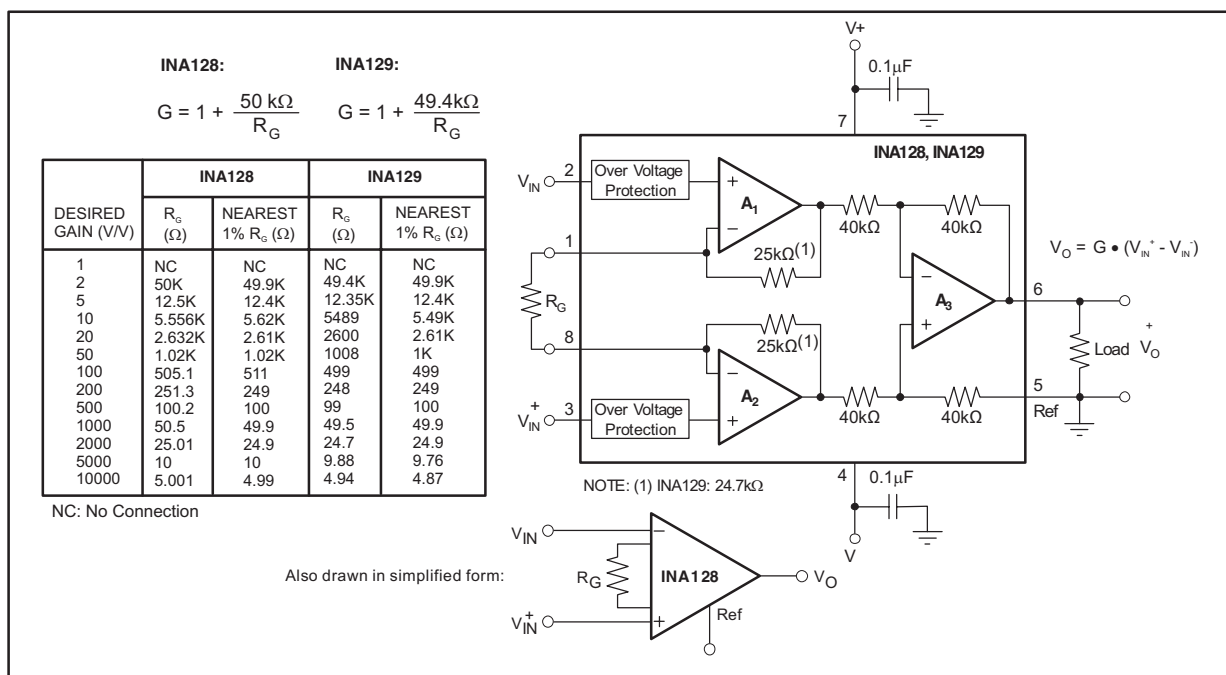 INA128:
G = 1 + 50 kΩ / R_G
INA129:
G = 1 + 49.4kΩ / R_G
INA128 INA129
DESIRED GAIN (V/V) R_G (Ω) NEAREST 1% R_G (Ω) R_G (Ω) NEAREST 1% R_G (Ω)
1 NC NC NC NC
2 50K 49.9K 49.4K 49.9K
5 12.5K 12.4K 12.35K 12.4K
10 5.556K 5.62K 5489 5.49K
20 2.632K 2.61K 2600 2.61K
50 1.02K 1.02K 1008 1K
100 505.1 511 499 499
200 251.3 249 248 249
500 100.2 100 99 100
1000 50.5 49.9 49.5 49.9
2000 25.01 24.9 24.7 24.9
5000 10 10 9.88 9.76
10000 5.001 4.99 4.94 4.87
NC: No Connection
V+
0.1μF
7
INA128, INA129
V_IN 2
Over Voltage
Protection
+
A_1
−
40kΩ
40kΩ
1
25kΩ(1)
R_G
V_O = G • (V_IN^+ - V_IN^-)
−
A_3
+
6
8
25kΩ(1)
−
A_2
+
Load
+
V_O
V_IN^+ 3
Over Voltage
Protection
40kΩ
40kΩ
5
Ref
4
0.1μF
V
NOTE: (1) INA129: 24.7kΩ
Also drawn in simplified form:
V_IN
−
R_G
INA128
V_O
V_IN^+
+
Ref